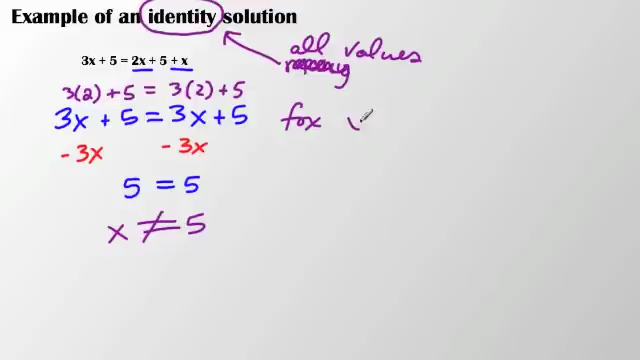 Example of an identity solution
all values
3x + 5 = 2x + 5 + x
3(2) + 5 = 3(2) + 5
3x + 5 = 3x + 5
for
- 3x - 3x
5 = 5
x ≠ 5